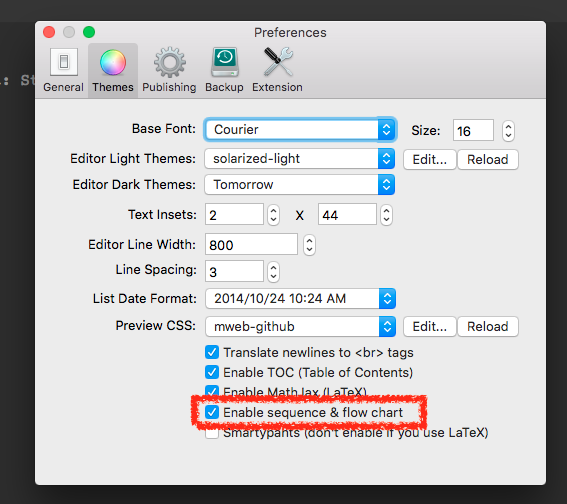 Preferences
General Themes Publishing Backup Extension
: St
Base Font: Courier Size: 16
Editor Light Themes: solarized-light Edit... Reload
Editor Dark Themes: Tomorrow
Text Insets: 2 X 44
Editor Line Width: 800
Line Spacing: 3
List Date Format: 2014/10/24 10:24 AM
Preview CSS: mweb-github Edit... Reload
Translate newlines to <br> tags
Enable TOC (Table of Contents)
Enable MathJax (LaTeX)
Enable sequence & flow chart
Smartypants (don't enable if you use LaTeX)